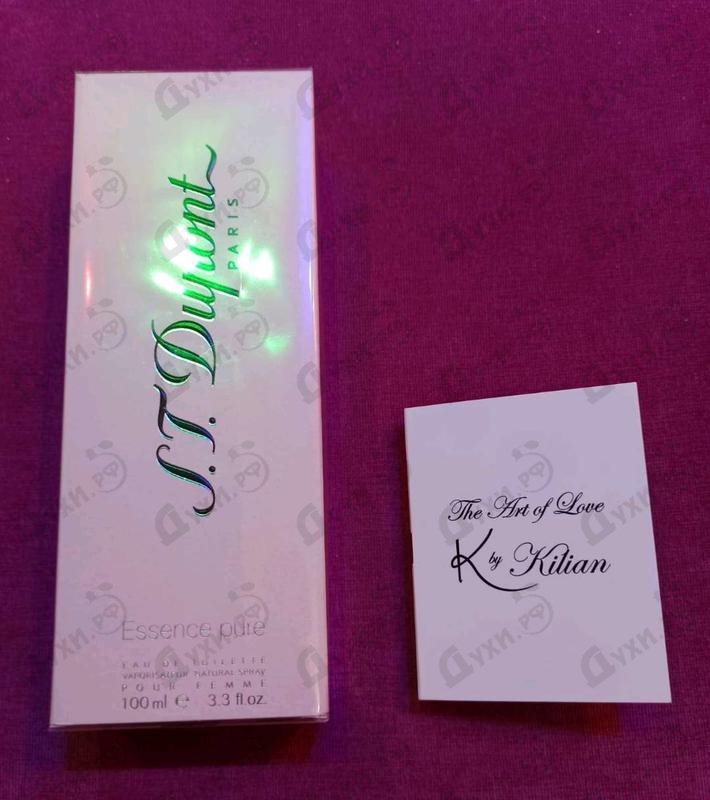 S.T. Dupont
PARIS
Essence pure
EAU DE TOILETTE
VAPORISATEUR NATURAL SPRAY
POUR FEMME
100 ml ℮ 3.3 fl.oz.
The Art of Love
K by Kilian
Духи.рф